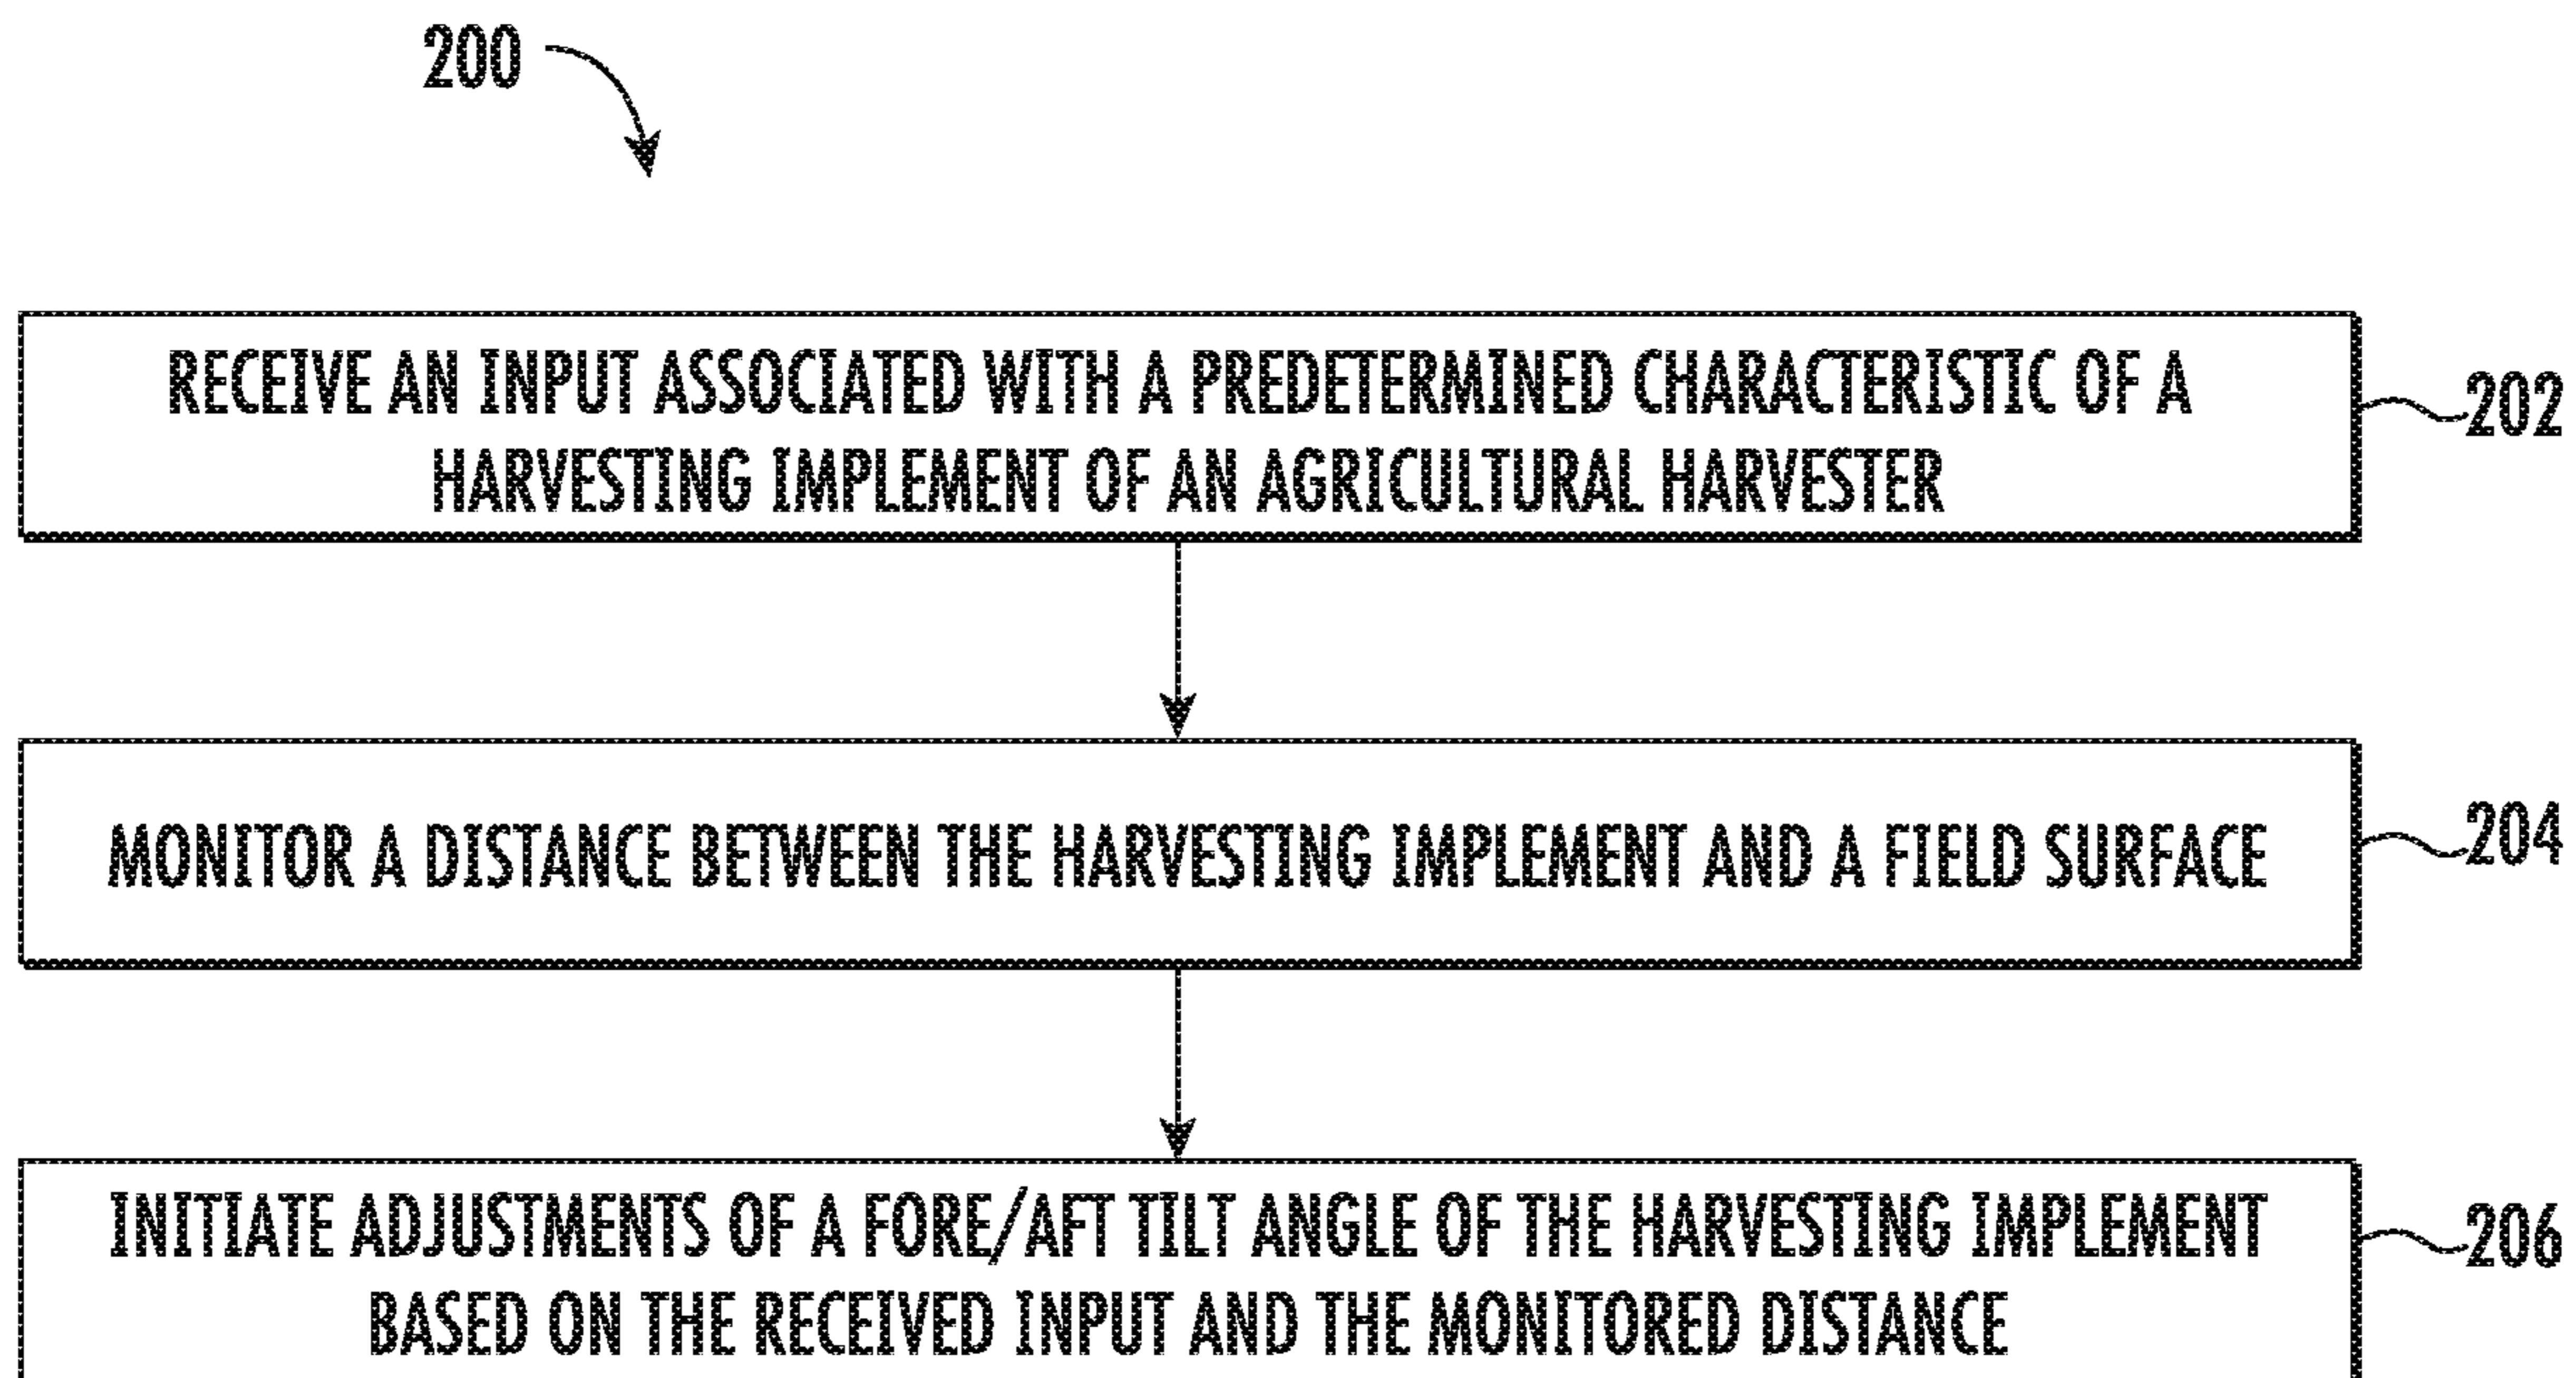 200
RECEIVE AN INPUT ASSOCIATED WITH A PREDETERMINED CHARACTERISTIC OF A
HARVESTING IMPLEMENT OF AN AGRICULTURAL HARVESTER
202
MONITOR A DISTANCE BETWEEN THE HARVESTING IMPLEMENT AND A FIELD SURFACE
204
INITIATE ADJUSTMENTS OF A FORE/AFT TILT ANGLE OF THE HARVESTING IMPLEMENT
BASED ON THE RECEIVED INPUT AND THE MONITORED DISTANCE
206